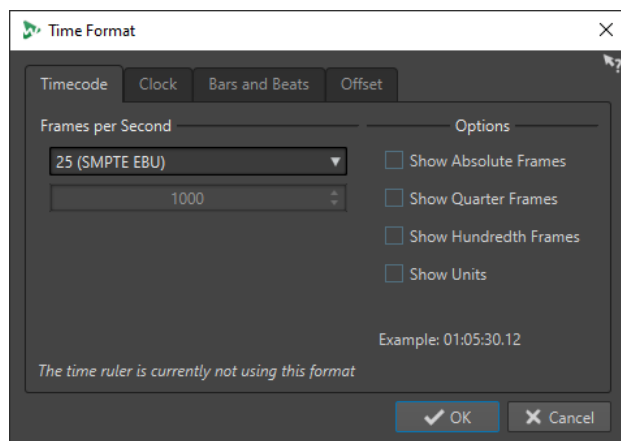 Time Format
Timecode
Clock
Bars and Beats
Offset
Frames per Second
Options
25 (SMPTE EBU)
1000
Show Absolute Frames
Show Quarter Frames
Show Hundredth Frames
Show Units
Example: 01:05:30.12
The time ruler is currently not using this format
OK
Cancel